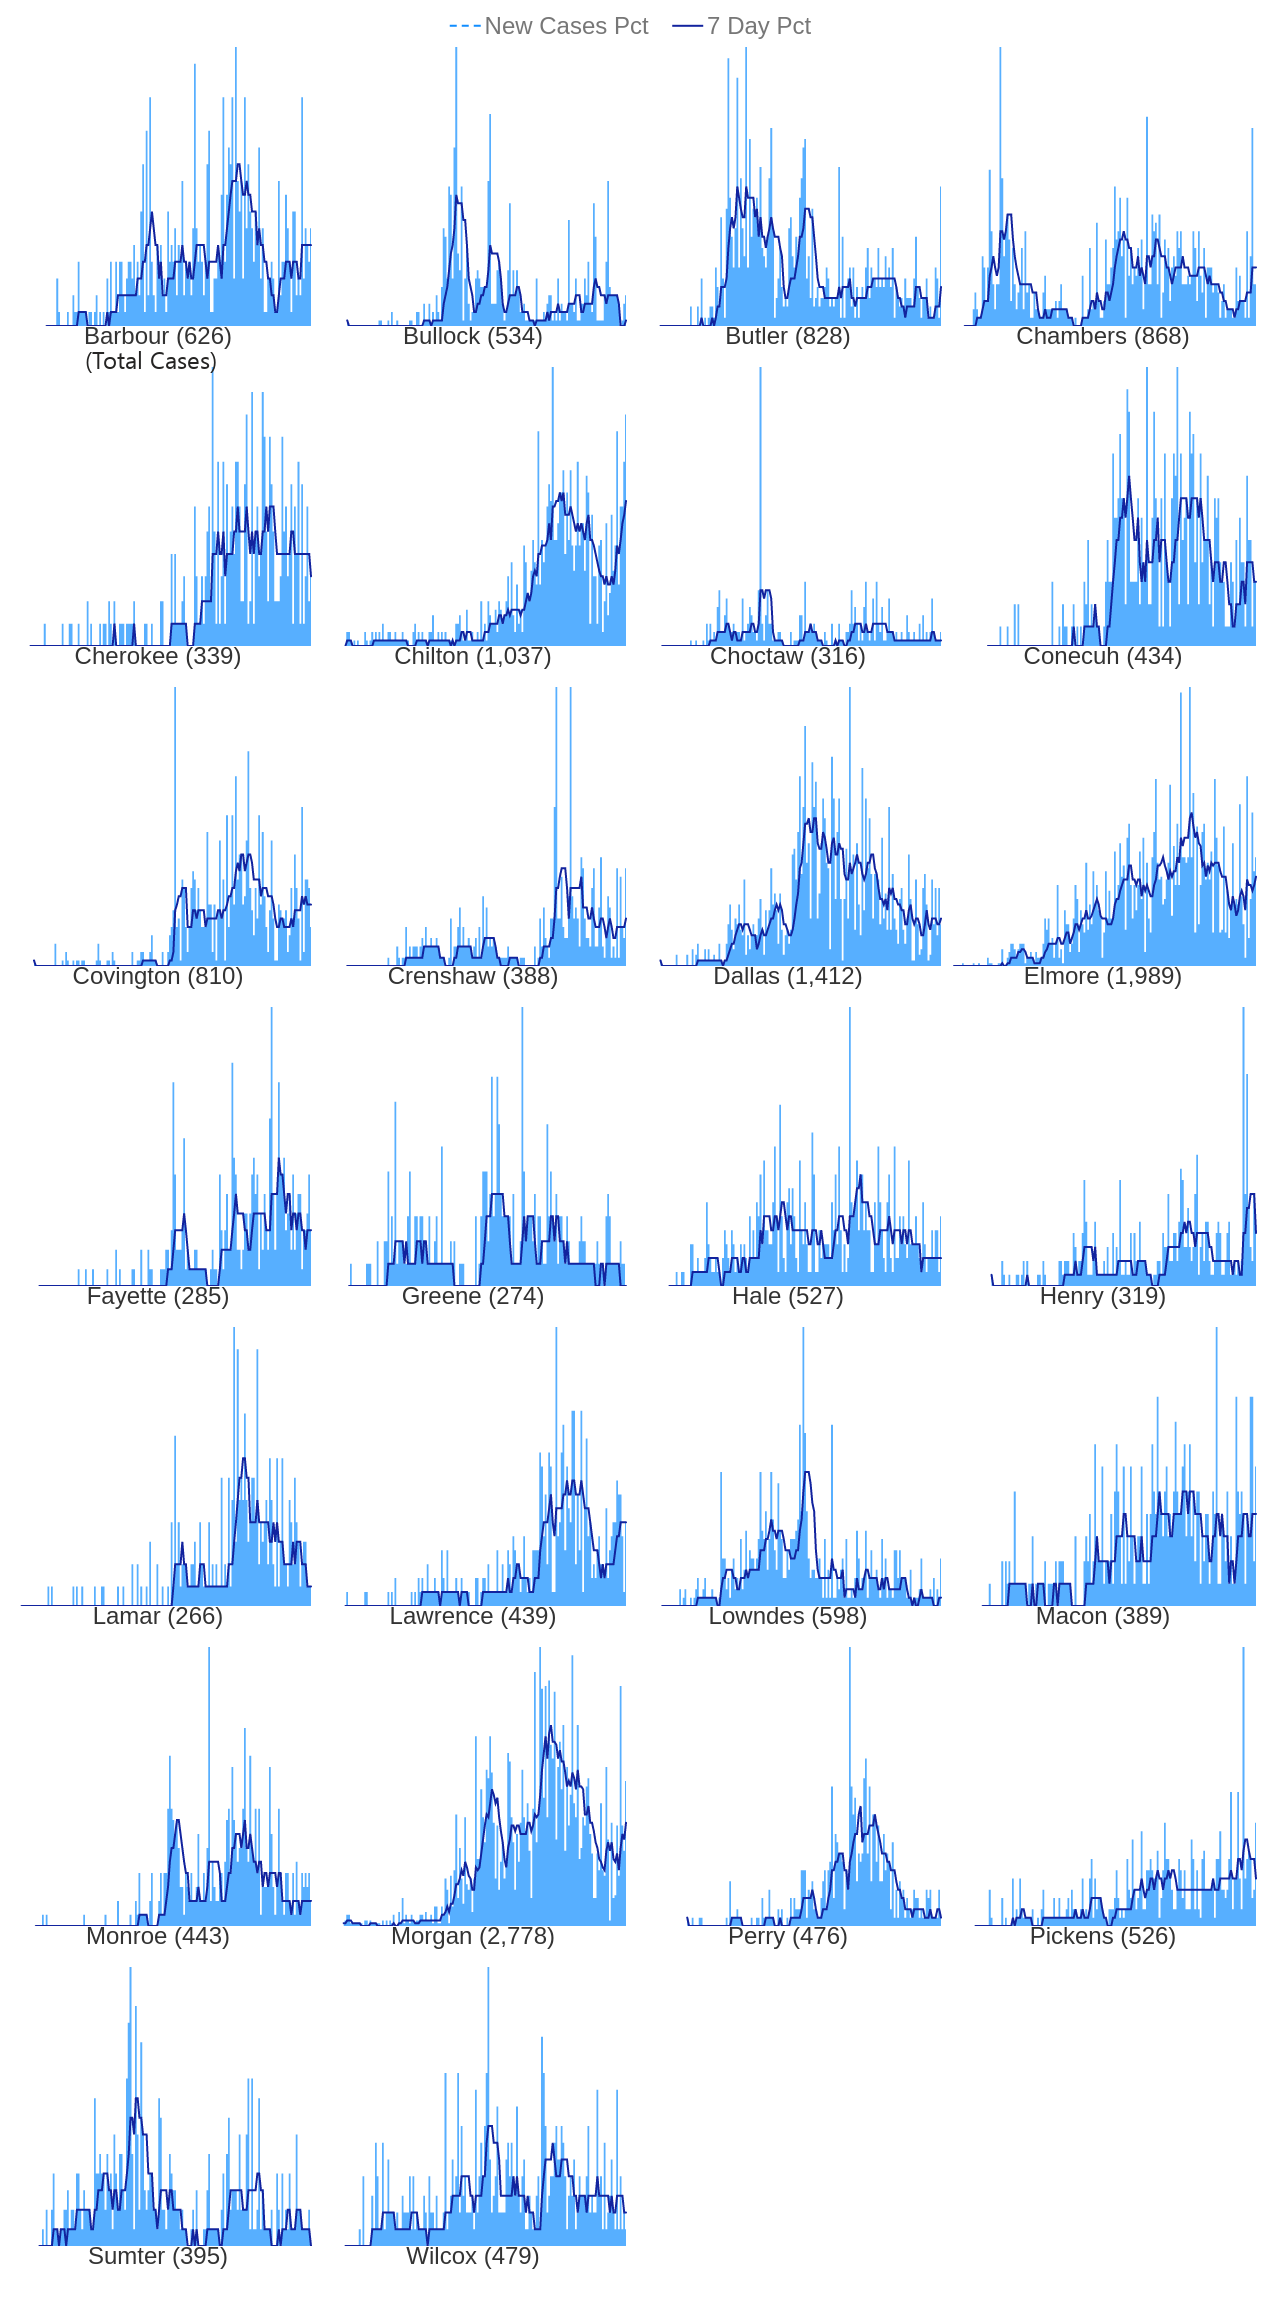 New Cases Pct 7 Day Pct
Barbour (626) Bullock (534) Butler (828) Chambers (868)
(Total Cases)
Cherokee (339) Chilton (1,037) Choctaw (316) Conecuh (434)
Covington (810) Crenshaw (388) Dallas (1,412) Elmore (1,989)
Fayette (285) Greene (274) Hale (527) Henry (319)
Lamar (266) Lawrence (439) Lowndes (598) Macon (389)
Monroe (443) Morgan (2,778) Perry (476) Pickens (526)
Sumter (395) Wilcox (479)